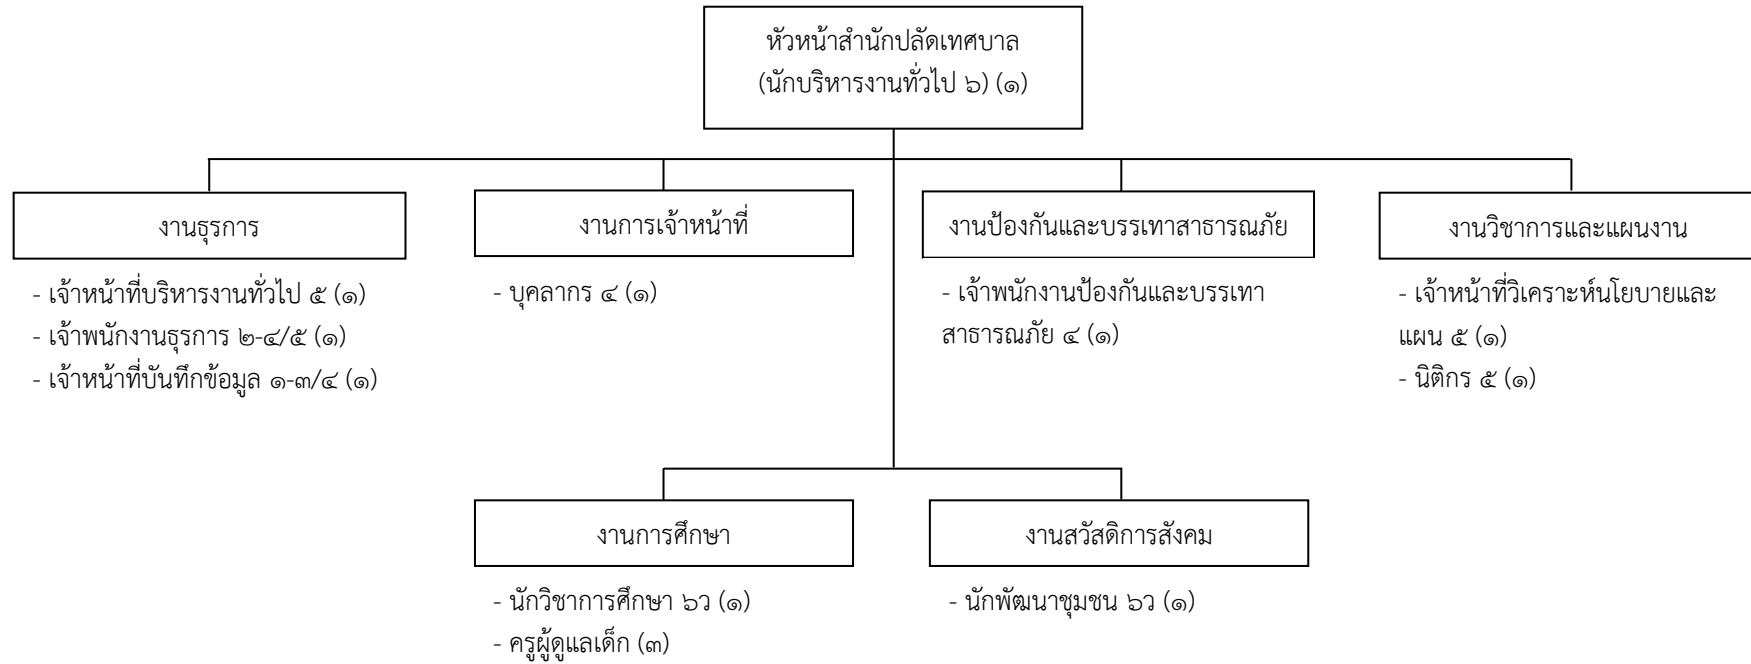 หัวหน้าสำนักปลัดเทศบาล
(นักบริหารงานทั่วไป ๖) (๑)
งานธุรการ
- เจ้าหน้าที่บริหารงานทั่วไป ๕ (๑)
- เจ้าพนักงานธุรการ ๒-๔/๕ (๑)
- เจ้าหน้าที่บันทึกข้อมูล ๑-๓/๔ (๑)
งานการเจ้าหน้าที่
- บุคลากร ๔ (๑)
งานป้องกันและบรรเทาสาธารณภัย
- เจ้าพนักงานป้องกันและบรรเทา
สาธารณภัย ๔ (๑)
งานวิชาการและแผนงาน
- เจ้าหน้าที่วิเคราะห์นโยบายและ
แผน ๕ (๑)
- นิติกร ๕ (๑)
งานการศึกษา
- นักวิชาการศึกษา ๖ว (๑)
- ครูผู้ดูแลเด็ก (๓)
งานสวัสดิการสังคม
- นักพัฒนาชุมชน ๖ว (๑)